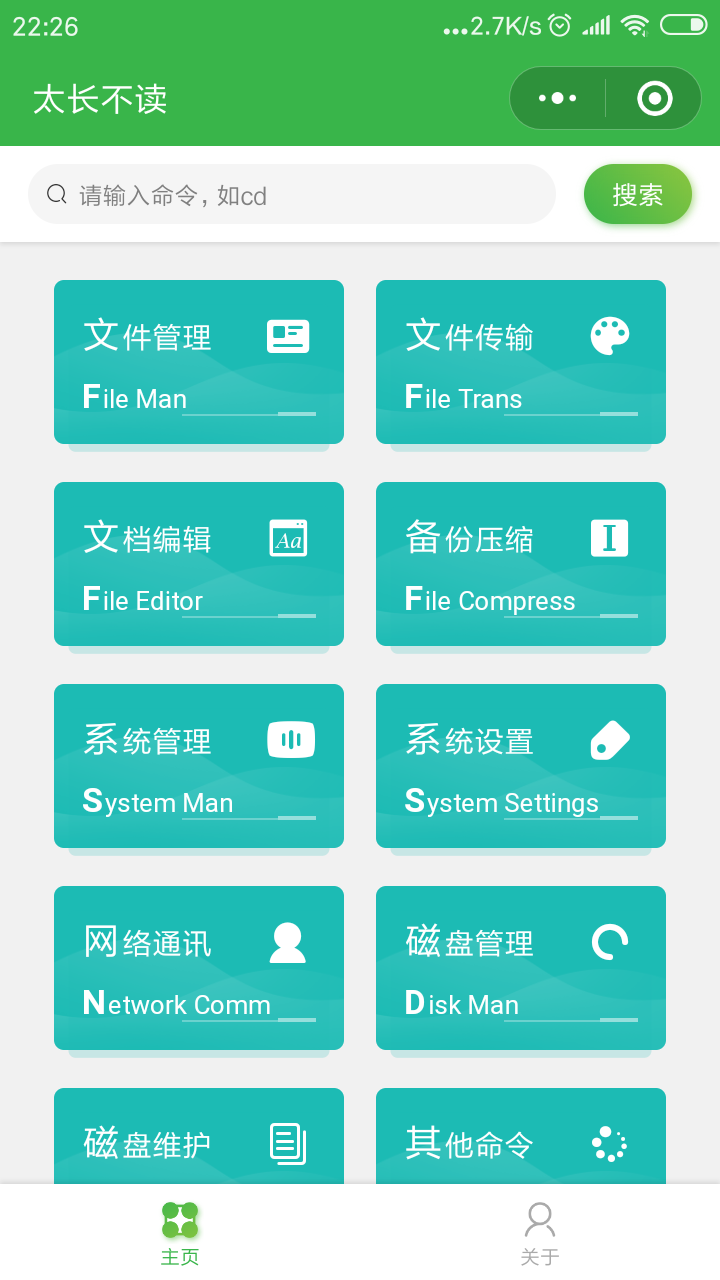 22:26
...2.7K/s
太长不读
请输入命令，如cd
搜索
文件管理
File Man
文件传输
File Trans
文档编辑
Aa
File Editor
备份压缩
File Compress
系统管理
System Man
系统设置
System Settings
网络通讯
Network Comm
磁盘管理
Disk Man
磁盘维护
其他命令
主页
关于